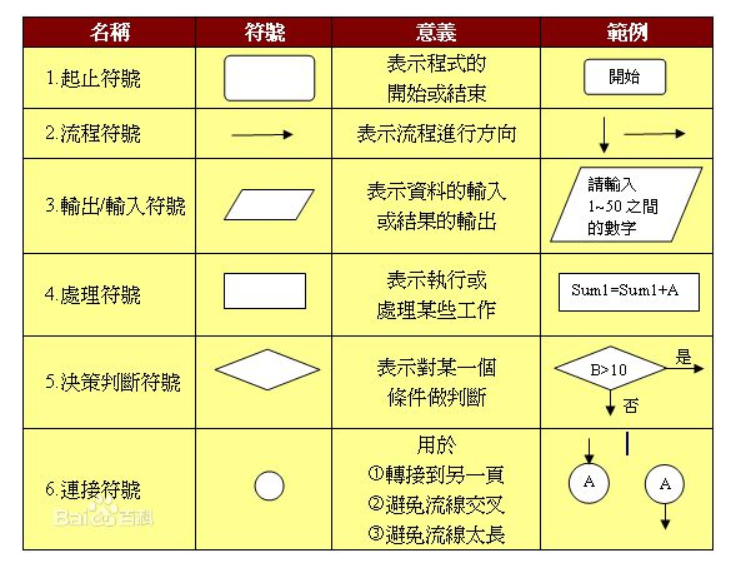 名稱 符號 意義 範例
1.起止符號
表示程式的
開始或結束
開始
2.流程符號
表示流程進行方向
3.輸出/輸入符號
表示資料的輸入
或結果的輸出
請輸入
1~50之間
的數字
4.處理符號
表示執行或
處理某些工作
Sum1=Sum1+A
5.決策判斷符號
表示對某一個
條件做判斷
B>10
是
否
6.連接符號
用於
①轉接到另一頁
②避免流線交叉
③避免流線太長
A
A
Bai百科